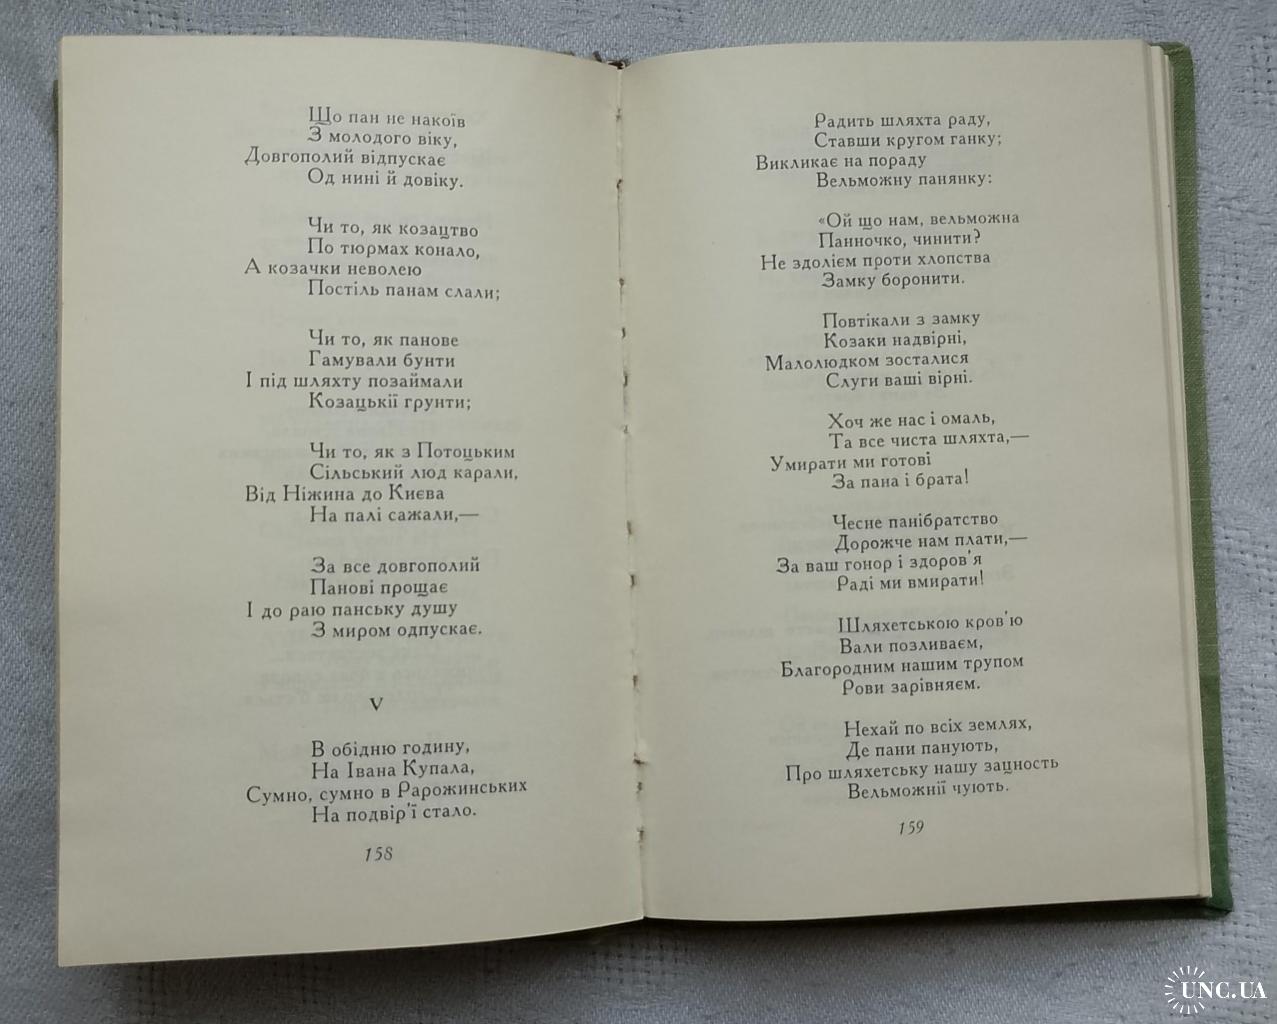 Що пан не накоїв
З молодого віку,
Довгополий відпускає
Од нині й довіку.
Чи то, як козацтво
По тюрмах конало,
А козачки неволею
Постіль панам слали;
Чи то, як панове
Гамували бунти
І під шляхту позаймали
Козацькії грунти;
Чи то, як з Потоцьким
Сільський люд карали,
Від Ніжина до Києва
На палі сажали,—
За все довгополий
Панові прощає
І до раю панську душу
З миром одпускає.
V
В обідню годину,
На Івана Купала,
Сумно, сумно в Рарожинських
На подвір'ї стало.
158
Радить шляхта раду,
Ставши кругом ганку;
Викликає на пораду
Вельможну панянку:
«Ой що нам, вельможна
Панночко, чинити?
Не здолієм проти хлопства
Замку боронити.
Повтікали з замку
Козаки надвірні,
Малолюдком зосталися
Слуги ваші вірні.
Хоч же нас і омаль,
Та все чиста шляхта,—
Умирати ми готові
За пана і брата!
Чесне панібратство
Дорожче нам плати,—
За ваш гонор і здоров'я
Раді ми вмирати!
Шляхетською кров'ю
Вали позливаєм,
Благородним нашим трупом
Рови зарівняєм.
Нехай по всіх землях,
Де пани панують,
Про шляхетську нашу зацность
Вельможнії чують.
159
UNC.UA